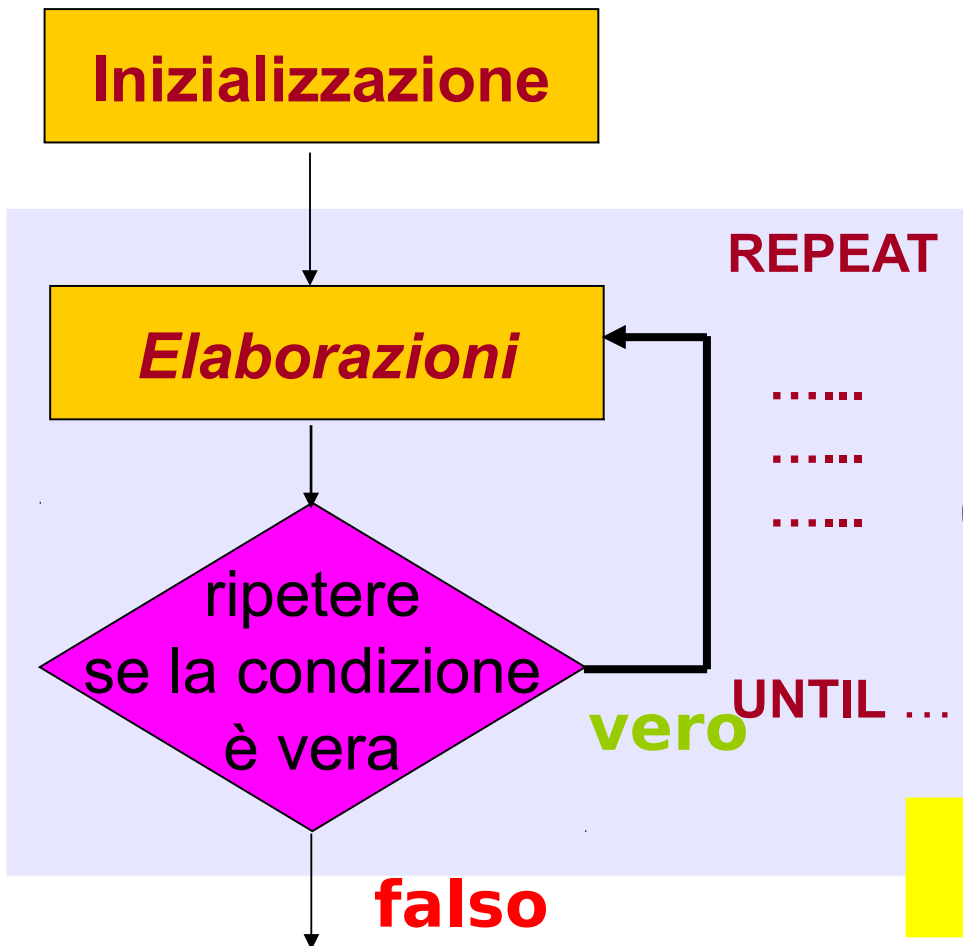 Inizializzazione
REPEAT
Elaborazioni
…...
…...
…...
ripetere
se la condizione
è vera
vero
UNTIL …
falso